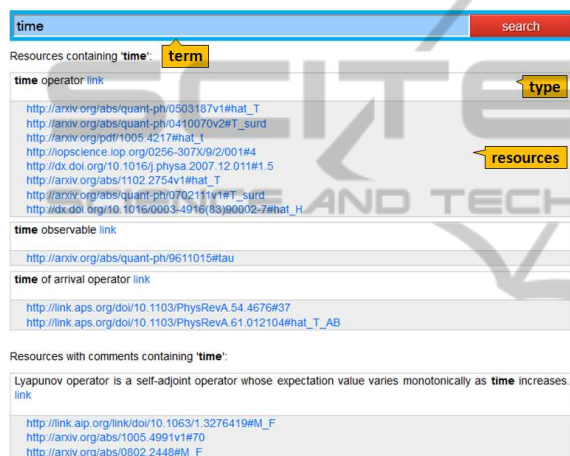 time search
Resources containing 'time': term
time operator link
type
http://arxiv.org/abs/quant-ph/0503187v1#hat_T
http://arxiv.org/abs/quant-ph/0410070v2#T_surd
http://arxiv.org/pdf/1005.4217#hat_t
http://iopscience.iop.org/0256-307X/9/2/001#4
http://dx.doi.org/10.1016/j.physa.2007.12.011#1.5
resources
http://arxiv.org/abs/1102.2754v1#hat_T
http://arxiv.org/abs/quant-ph/0702111v1#T_surd
http://dx.doi.org/10.1016/0003-4916(83)90002-7#hat_H
time observable link
http://arxiv.org/abs/quant-ph/9611015#tau
time of arrival operator link
http://link.aps.org/doi/10.1103/PhysRevA.54.4676#37
http://link.aps.org/doi/10.1103/PhysRevA.61.012104#hat_T_AB
Resources with comments containing 'time':
Lyapunov operator is a self-adjoint operator whose expectation value varies monotonically as time increases.
link
http://link.aip.org/link/doi/10.1063/1.3276419#M_F
http://arxiv.org/abs/1005.4991v1#70
http://arxiv.org/abs/0802.2448#M_F